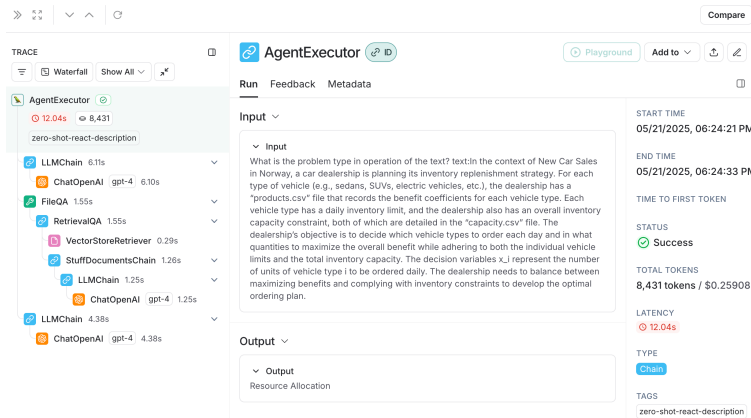 Compare
TRACE
Waterfall
Show All
AgentExecutor
12.04s
8,431
zero-shot-react-description
LLMChain 6.11s
ChatOpenAI gpt-4 6.10s
FileQA 1.55s
RetrievalQA 1.55s
VectorStoreRetriever 0.29s
StuffDocumentsChain 1.26s
LLMChain 1.25s
ChatOpenAI gpt-4 1.25s
LLMChain 4.38s
ChatOpenAI gpt-4 4.38s
AgentExecutor
ID
Playground
Add to
Run Feedback Metadata
Input
Input
What is the problem type in operation of the text? text:In the context of New Car Sales
in Norway, a car dealership is planning its inventory replenishment strategy. For each
type of vehicle (e.g., sedans, SUVs, electric vehicles, etc.), the dealership has a
“products.csv” file that records the benefit coefficients for each vehicle type. Each
vehicle type has a daily inventory limit, and the dealership also has an overall inventory
capacity constraint, both of which are detailed in the “capacity.csv” file. The
dealership’s objective is to decide which vehicle types to order each day and in what
quantities to maximize the overall benefit while adhering to both the individual vehicle
limits and the total inventory capacity. The decision variables x_i represent the number
of units of vehicle type i to be ordered daily. The dealership needs to balance between
maximizing benefits and complying with inventory constraints to develop the optimal
ordering plan.
Output
Output
Resource Allocation
START TIME
05/21/2025, 06:24:21 PM
END TIME
05/21/2025, 06:24:33 PM
TIME TO FIRST TOKEN
STATUS
Success
TOTAL TOKENS
8,431 tokens / $0.25908
LATENCY
12.04s
TYPE
Chain
TAGS
zero-shot-react-description